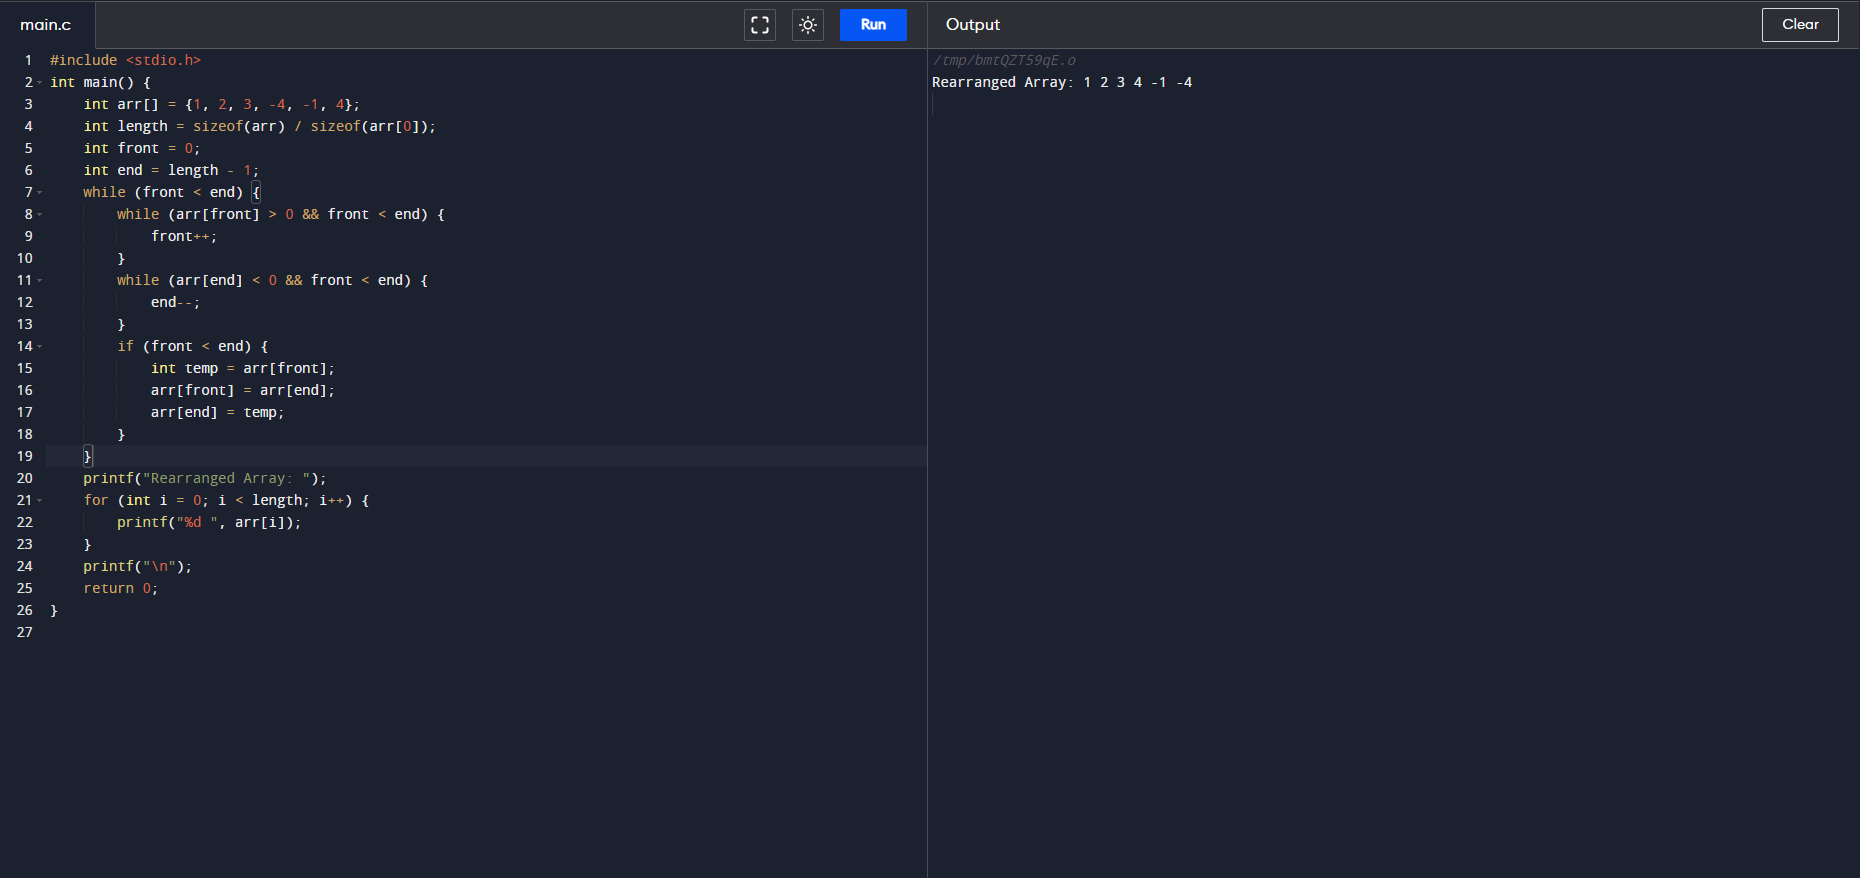 main.c
Run
Output
Clear
1 #include <stdio.h>
2 int main() {
3     int arr[] = {1, 2, 3, -4, -1, 4};
4     int length = sizeof(arr) / sizeof(arr[0]);
5     int front = 0;
6     int end = length - 1;
7     while (front < end) {
8         while (arr[front] > 0 && front < end) {
9             front++;
10         }
11         while (arr[end] < 0 && front < end) {
12             end--;
13         }
14         if (front < end) {
15             int temp = arr[front];
16             arr[front] = arr[end];
17             arr[end] = temp;
18         }
19     }
20     printf("Rearranged Array: ");
21     for (int i = 0; i < length; i++) {
22         printf("%d ", arr[i]);
23     }
24     printf("\n");
25     return 0;
26 }
27
/tmp/bmtQZT59qE.o
Rearranged Array: 1 2 3 4 -1 -4